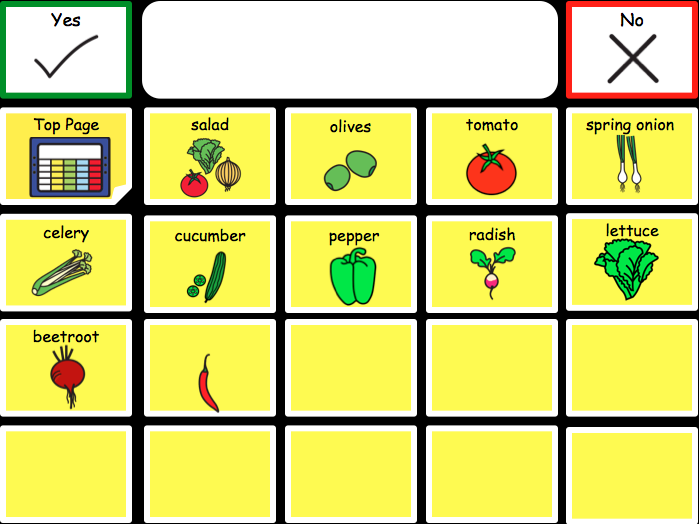 Yes
No
Top Page
salad
olives
tomato
spring onion
celery
cucumber
pepper
radish
lettuce
beetroot